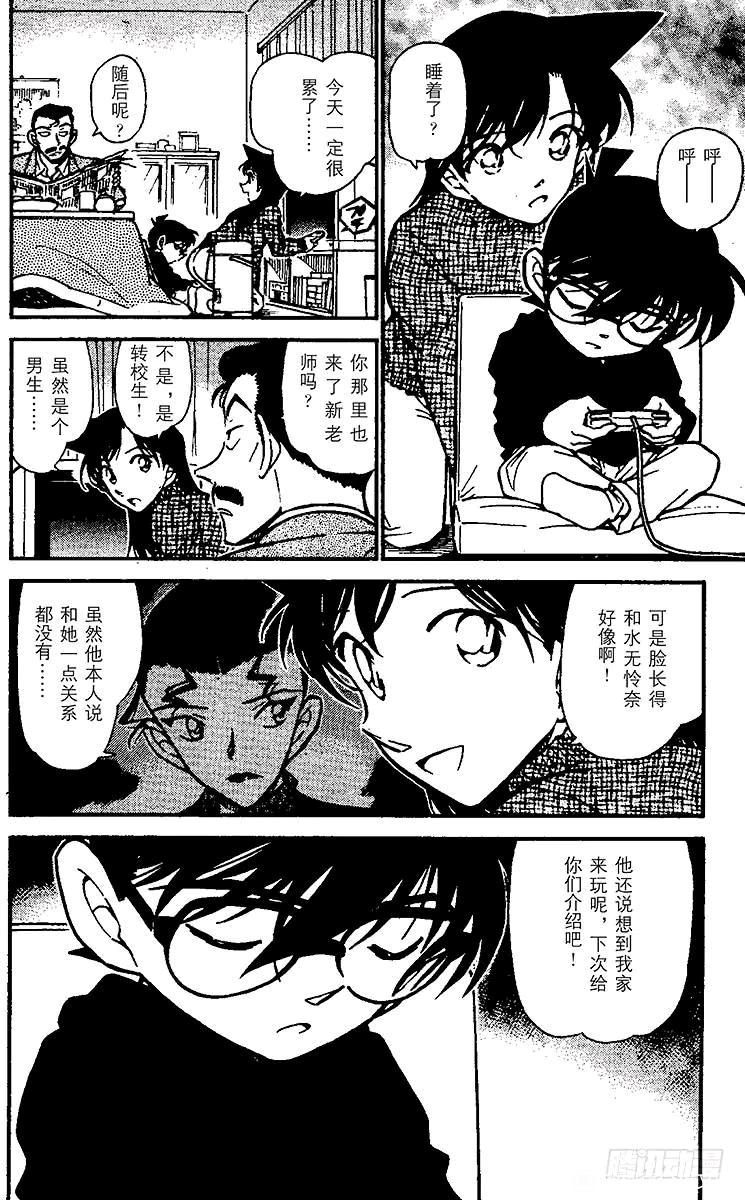 呼
呼
睡着了?
今天一定很
累了……
随后呢?
你那里也
来了新老
师吗?
不是,是
转校生!
虽然是个
男生……
可是脸长得
和水无怜奈
好像啊!
虽然他本人说
和她一点关系
都没有……
他还说想到我家
来玩呢,下次给
你们介绍吧!
腾讯动漫